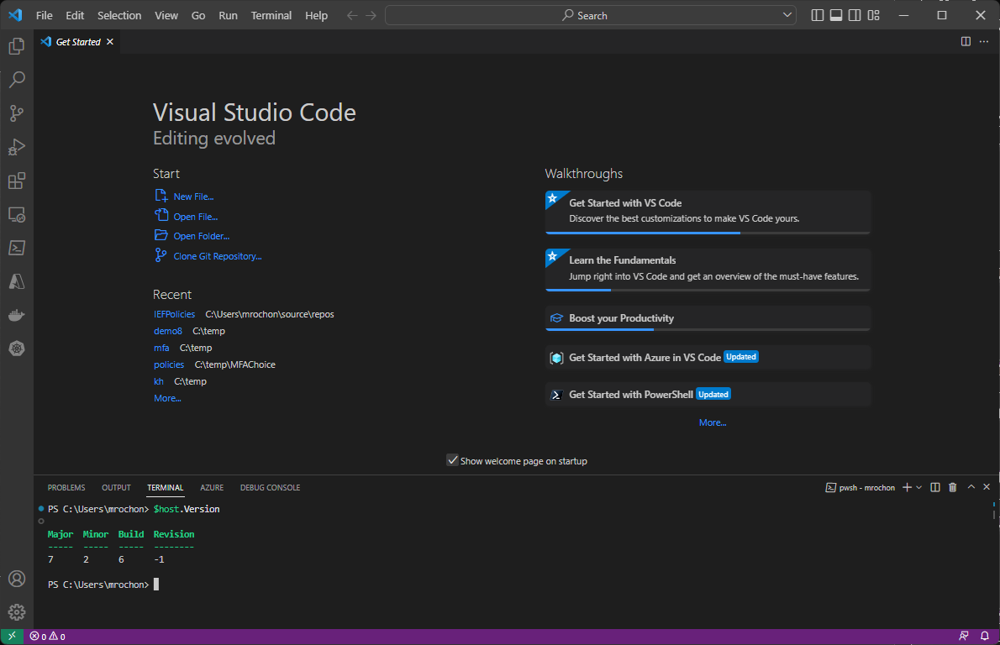 File Edit Selection View Go Run Terminal Help
Search
Get Started
Visual Studio Code
Editing evolved
Start
New File...
Open File...
Open Folder...
Clone Git Repository...
Recent
IEFPolicies C:\Users\mrochon\source\repos
demo8 C:\temp
mfa C:\temp
policies C:\temp\MFAChoice
kh C:\temp
More...
Walkthroughs
Get Started with VS Code
Discover the best customizations to make VS Code yours.
Learn the Fundamentals
Jump right into VS Code and get an overview of the must-have features.
Boost your Productivity
Get Started with Azure in VS Code Updated
Get Started with PowerShell Updated
More...
Show welcome page on startup
PROBLEMS OUTPUT TERMINAL AZURE DEBUG CONSOLE
pwsh - mrochon
PS C:\Users\mrochon> $host.Version
Major Minor Build Revision
----- ----- ----- --------
7 2 6 -1
PS C:\Users\mrochon>
0 0